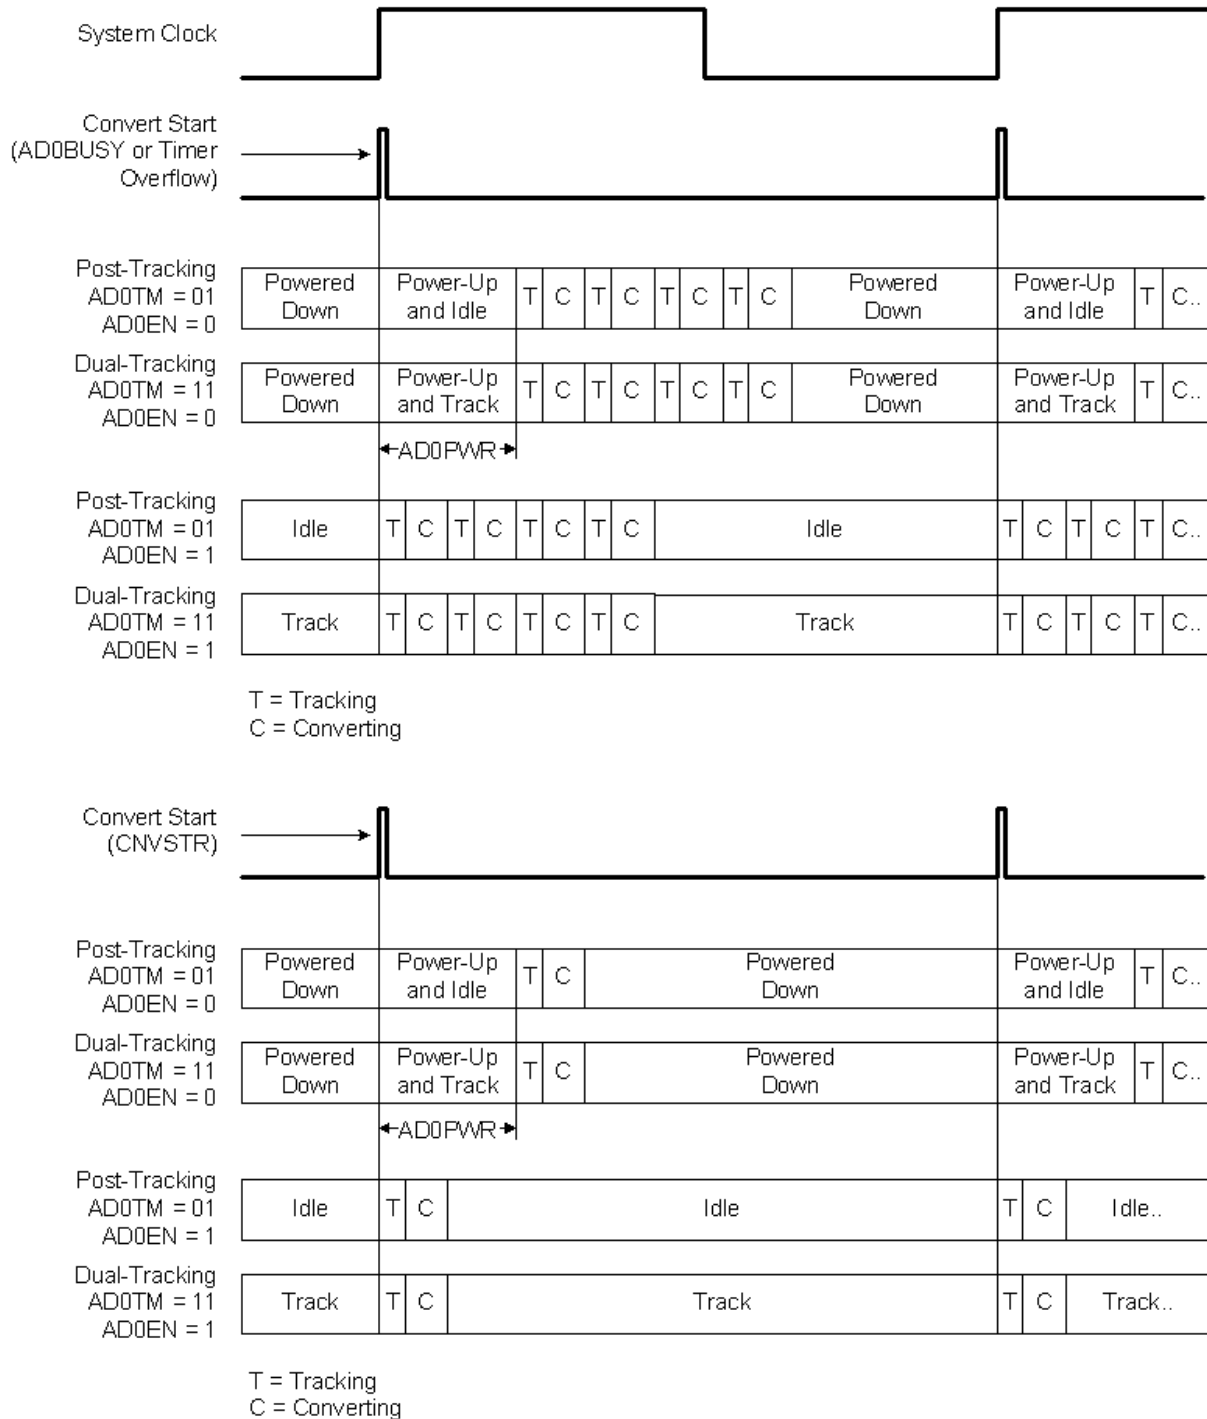 System Clock
Convert Start
(AD0BUSY or Timer
Overflow)
Post-Tracking
AD0TM = 01
AD0EN = 0
Powered
Down
Power-Up
and Idle
T C T C T C T C
Powered
Down
Power-Up
and Idle
T C..
Dual-Tracking
AD0TM = 11
AD0EN = 0
Powered
Down
Power-Up
and Track
T C T C T C T C
Powered
Down
Power-Up
and Track
T C..
AD0PWR
Post-Tracking
AD0TM = 01
AD0EN = 1
Idle T C T C T C T C Idle T C T C T C..
Dual-Tracking
AD0TM = 11
AD0EN = 1
Track T C T C T C T C Track T C T C T C..
T = Tracking
C = Converting
Convert Start
(CNVSTR)
Post-Tracking
AD0TM = 01
AD0EN = 0
Powered
Down
Power-Up
and Idle
T C
Powered
Down
Power-Up
and Idle
T C..
Dual-Tracking
AD0TM = 11
AD0EN = 0
Powered
Down
Power-Up
and Track
T C
Powered
Down
Power-Up
and Track
T C..
AD0PWR
Post-Tracking
AD0TM = 01
AD0EN = 1
Idle T C Idle T C Idle..
Dual-Tracking
AD0TM = 11
AD0EN = 1
Track T C Track T C Track..
T = Tracking
C = Converting